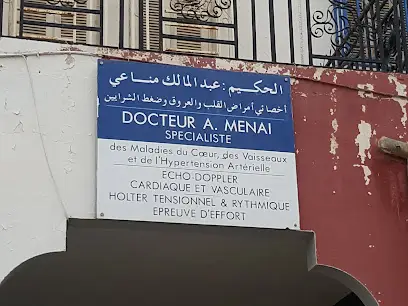 الحكيم : عبد المالك مناعي
أخصائي أمراض القلب والعروق وضغط الشرايين
DOCTEUR A. MENAI
SPECIALISTE
des Maladies du Cœur, des Vaisseaux
et de l'Hypertension Artérielle
ECHO-DOPPLER
CARDIAQUE ET VASCULAIRE
HOLTER TENSIONNEL & RYTHMIQUE
EPREUVE D'EFFORT